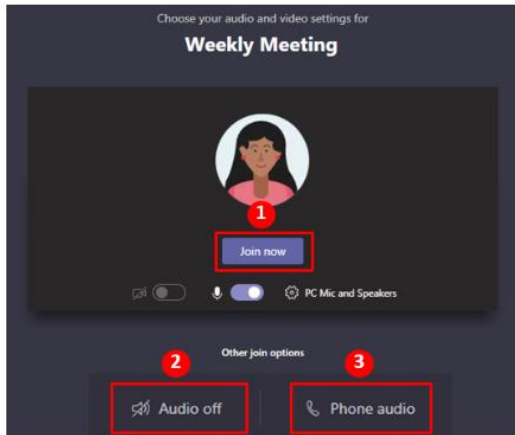 Choose your audio and video settings for
Weekly Meeting
1
Join now
PC Mic and Speakers
Other join options
2
3
Audio off
Phone audio